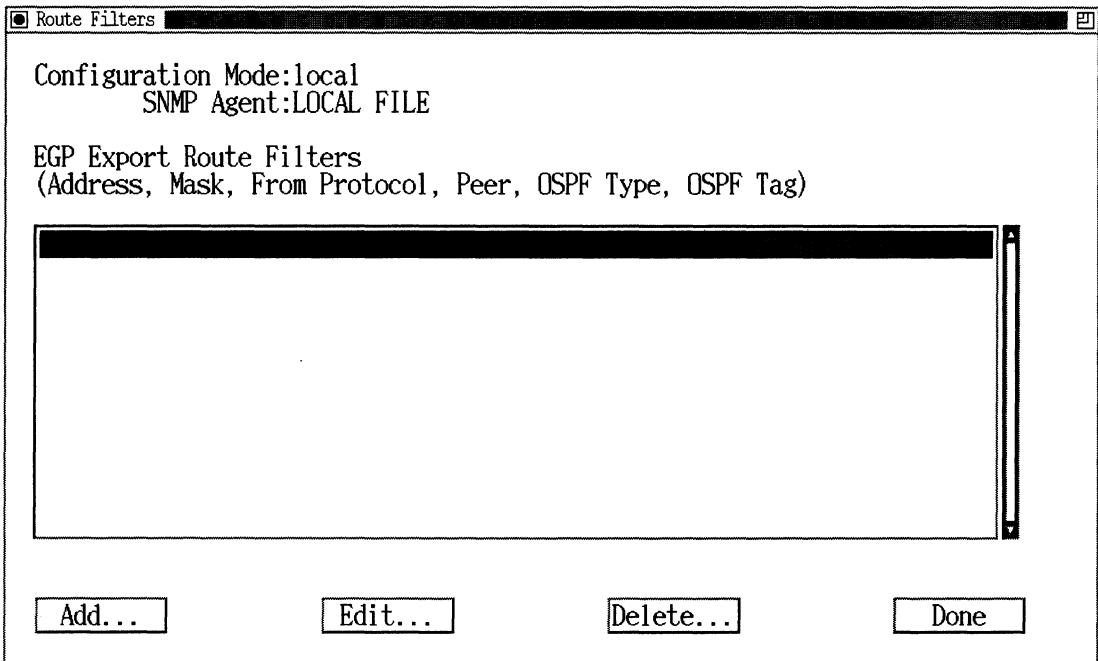 Route Filters
Configuration Mode:local
SNMP Agent:LOCAL FILE
EGP Export Route Filters
(Address, Mask, From Protocol, Peer, OSPF Type, OSPF Tag)
Add... Edit... Delete... Done